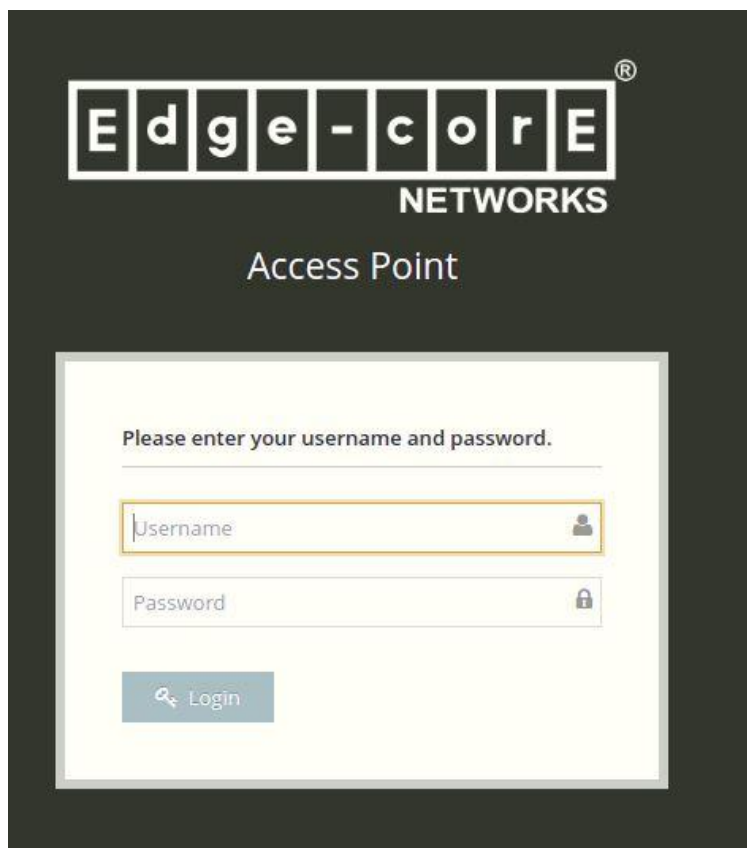 Edge-corE®
NETWORKS
Access Point
Please enter your username and password.
Username
Password
Login